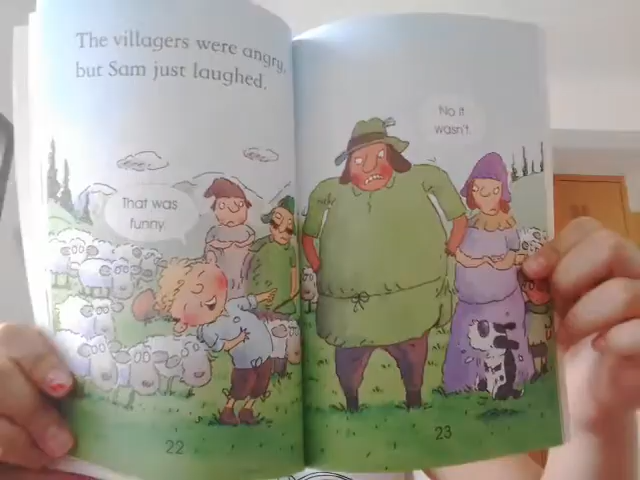 The villagers were angry,
but Sam just laughed.
That was
funny
No it
wasn't.
22
23